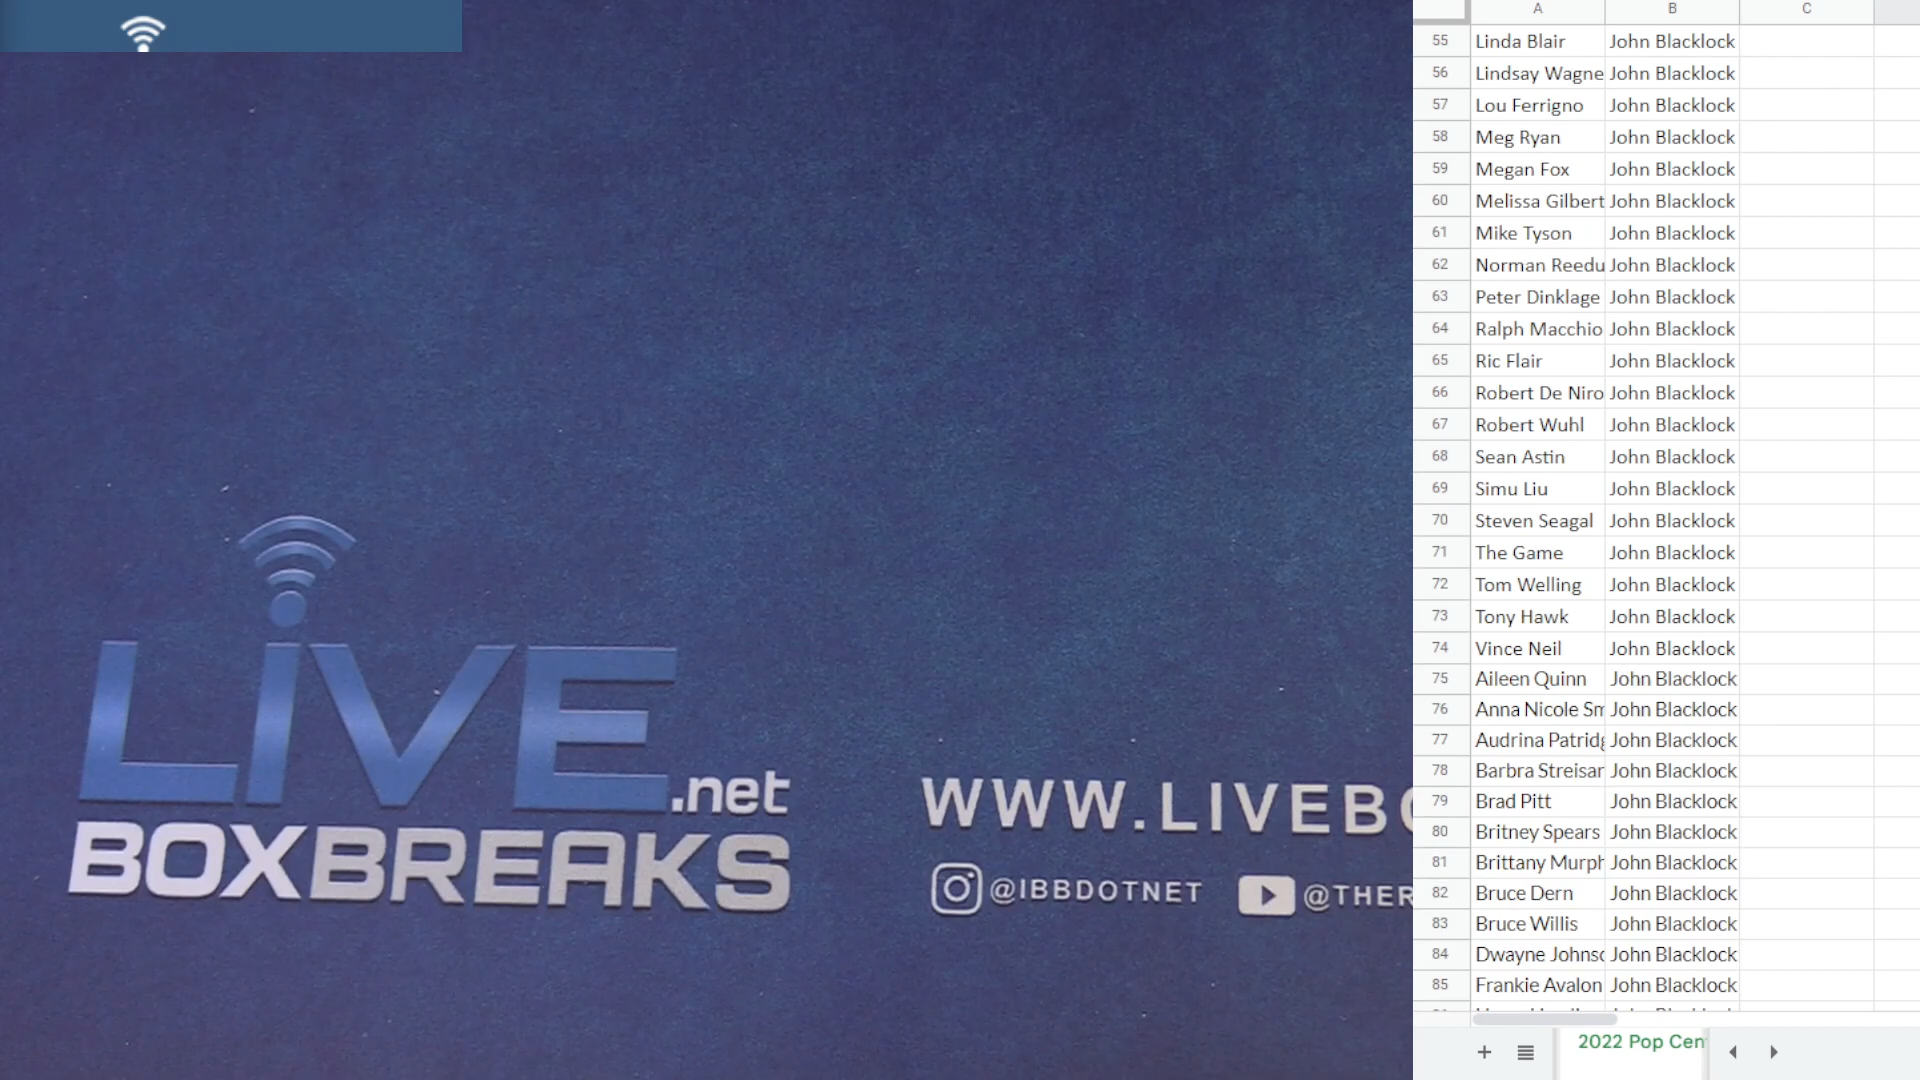 LIVE.net
BOXBREAKS
WWW.LIVEB
@IBBDOTNET @THER
A B C
55 Linda Blair John Blacklock
56 Lindsay Wagne John Blacklock
57 Lou Ferrigno John Blacklock
58 Meg Ryan John Blacklock
59 Megan Fox John Blacklock
60 Melissa Gilbert John Blacklock
61 Mike Tyson John Blacklock
62 Norman Reedu John Blacklock
63 Peter Dinklage John Blacklock
64 Ralph Macchio John Blacklock
65 Ric Flair John Blacklock
66 Robert De Niro John Blacklock
67 Robert Wuhl John Blacklock
68 Sean Astin John Blacklock
69 Simu Liu John Blacklock
70 Steven Seagal John Blacklock
71 The Game John Blacklock
72 Tom Welling John Blacklock
73 Tony Hawk John Blacklock
74 Vince Neil John Blacklock
75 Aileen Quinn John Blacklock
76 Anna Nicole Sm John Blacklock
77 Audrina Patridg John Blacklock
78 Barbra Streisan John Blacklock
79 Brad Pitt John Blacklock
80 Britney Spears John Blacklock
81 Brittany Murph John Blacklock
82 Bruce Dern John Blacklock
83 Bruce Willis John Blacklock
84 Dwayne Johnso John Blacklock
85 Frankie Avalon John Blacklock
2022 Pop Cen